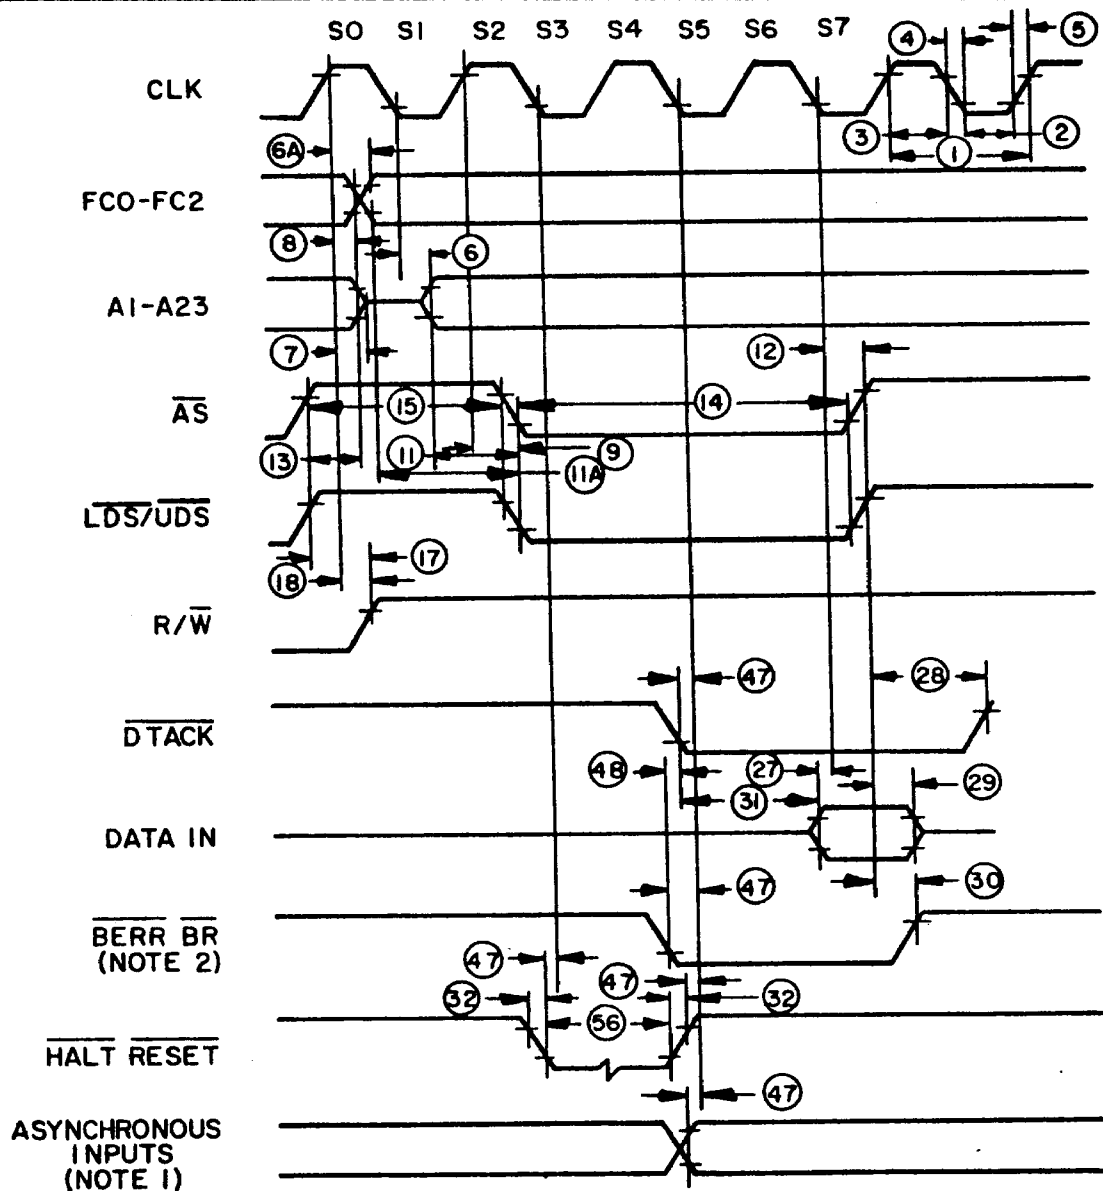 S0 S1 S2 S3 S4 S5 S6 S7 4 5
CLK
3 1 2
6A
FC0-FC2
8 6
A1-A23
7 12
AS
15 14
13 11 9
11A
LDS/UDS
17
18
R/W
47 28
DTACK
48 27 29
31
DATA IN
47 30
BERR BR
(NOTE 2)
47 47
32 56 32
HALT RESET
47
ASYNCHRONOUS
INPUTS
(NOTE 1)